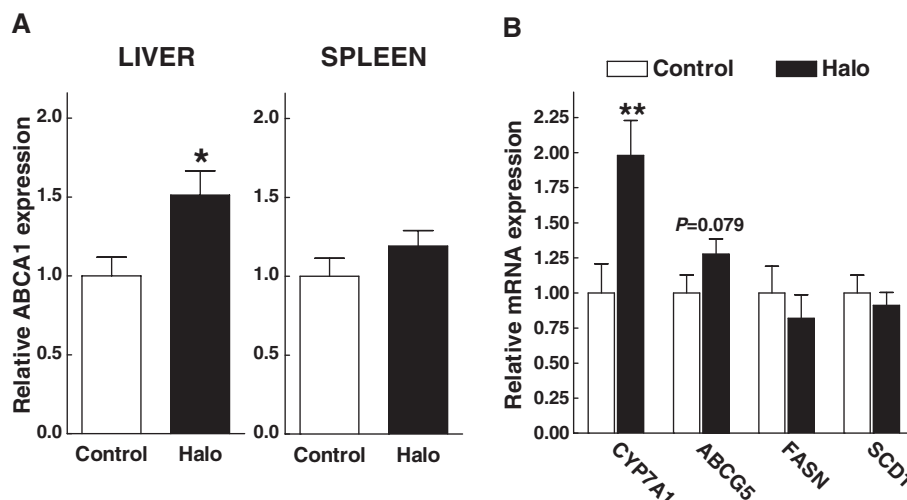 A
LIVER
SPLEEN
Relative ABCA1 expression
2.0
1.5
1.0
0.5
0.0
*
Control
Halo
2.0
1.5
1.0
0.5
0.0
Control
Halo
B
Control
Halo
Relative mRNA expression
2.25
2.00
1.75
1.50
1.25
1.00
0.75
0.50
0.25
0.00
**
P=0.079
CYP7A1
ABCG5
FASN
SCD1